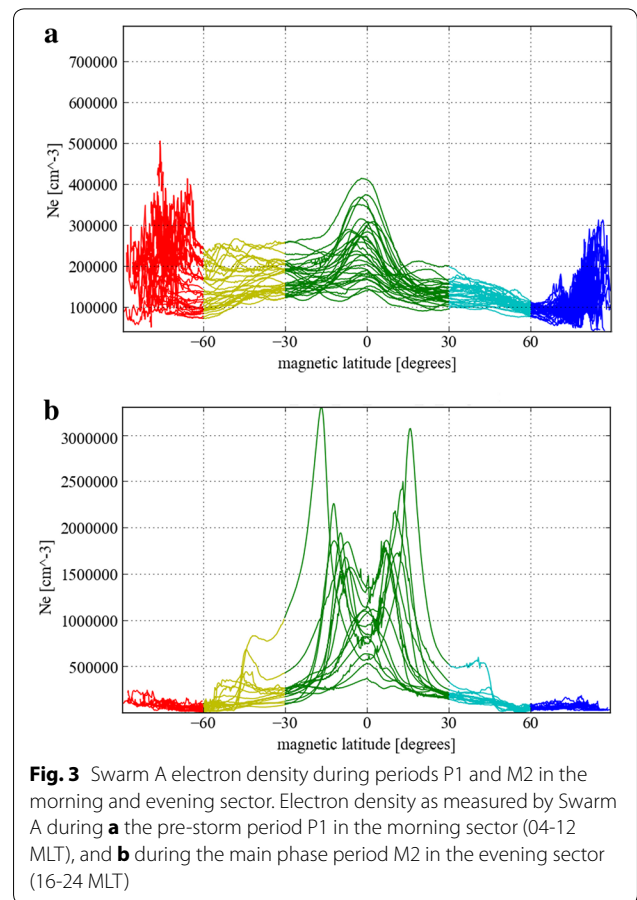 a
700000
600000
500000
400000
300000
200000
100000
Ne [cm^-3]
−60
−30
0
30
60
magnetic latitude [degrees]
b
3000000
2500000
2000000
1500000
1000000
500000
Ne [cm^-3]
−60
−30
0
30
60
magnetic latitude [degrees]
Fig. 3 Swarm A electron density during periods P1 and M2 in the
morning and evening sector. Electron density as measured by Swarm
A during a the pre-storm period P1 in the morning sector (04-12
MLT), and b during the main phase period M2 in the evening sector
(16-24 MLT)